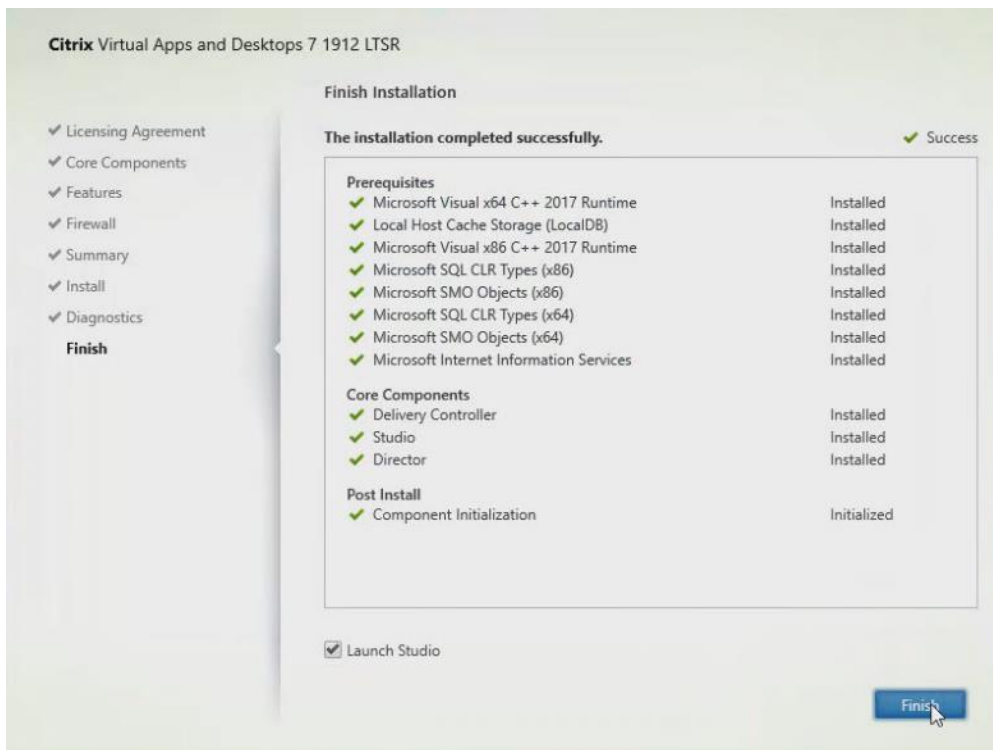 Citrix Virtual Apps and Desktops 7 1912 LTSR
Finish Installation
Licensing Agreement
Core Components
Features
Firewall
Summary
Install
Diagnostics
Finish
The installation completed successfully. Success
Prerequisites
Microsoft Visual x64 C++ 2017 Runtime Installed
Local Host Cache Storage (LocalDB) Installed
Microsoft Visual x86 C++ 2017 Runtime Installed
Microsoft SQL CLR Types (x86) Installed
Microsoft SMO Objects (x86) Installed
Microsoft SQL CLR Types (x64) Installed
Microsoft SMO Objects (x64) Installed
Microsoft Internet Information Services Installed
Core Components
Delivery Controller Installed
Studio Installed
Director Installed
Post Install
Component Initialization Initialized
Launch Studio
Finish